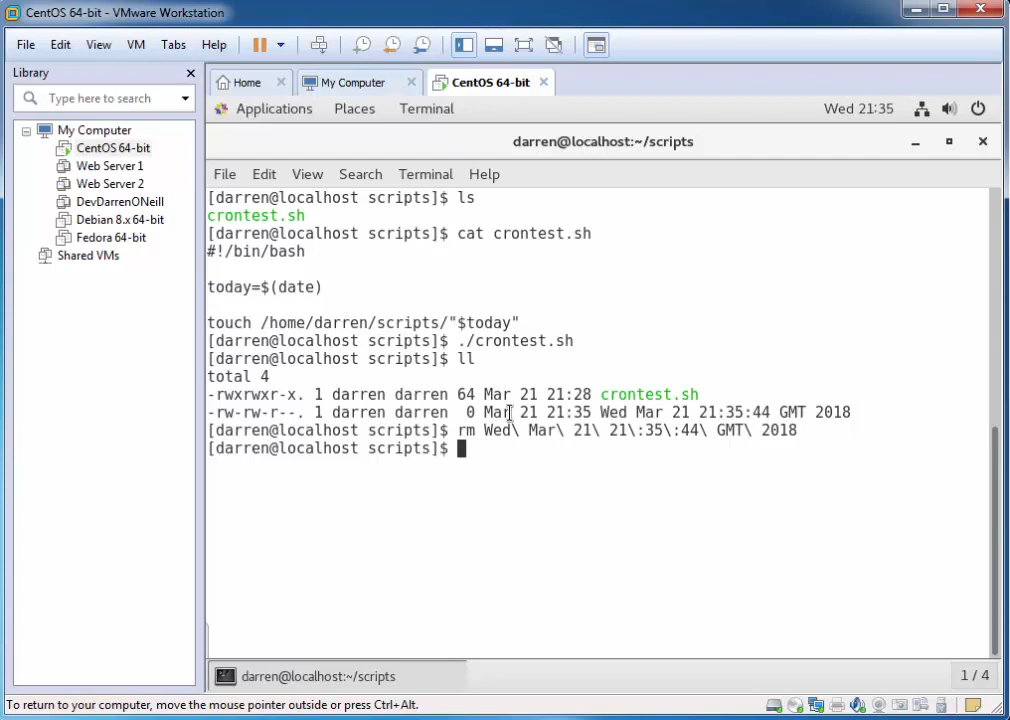 CentOS 64-bit - VMware Workstation
File Edit View VM Tabs Help
Library
Type here to search
My Computer
CentOS 64-bit
Web Server 1
Web Server 2
DevDarrenONeill
Debian 8.x 64-bit
Fedora 64-bit
Shared VMs
Home My Computer CentOS 64-bit
Applications Places Terminal Wed 21:35
darren@localhost:~/scripts
File Edit View Search Terminal Help
[darren@localhost scripts]$ ls
crontest.sh
[darren@localhost scripts]$ cat crontest.sh
#!/bin/bash
today=$(date)
touch /home/darren/scripts/"$today"
[darren@localhost scripts]$ ./crontest.sh
[darren@localhost scripts]$ ll
total 4
-rwxrwxr-x. 1 darren darren 64 Mar 21 21:28 crontest.sh
-rw-rw-r--. 1 darren darren 0 Mar 21 21:35 Wed Mar 21 21:35:44 GMT 2018
[darren@localhost scripts]$ rm Wed\ Mar\ 21\ 21\:35\:44\ GMT\ 2018
[darren@localhost scripts]$
darren@localhost:~/scripts
1 / 4
To return to your computer, move the mouse pointer outside or press Ctrl+Alt.